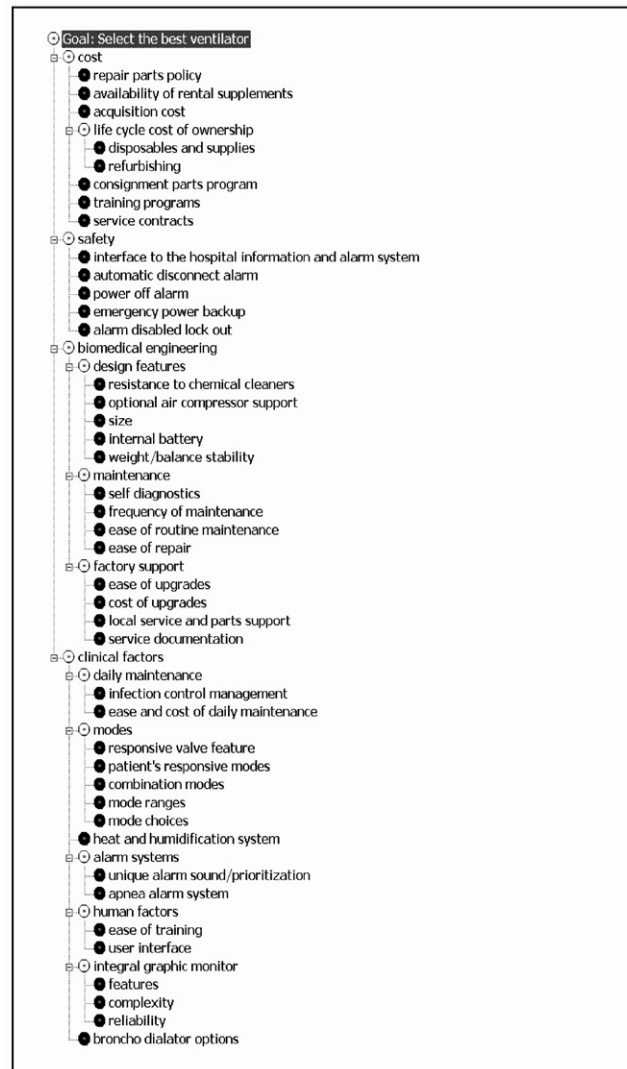 Goal: Select the best ventilator
cost
repair parts policy
availability of rental supplements
acquisition cost
life cycle cost of ownership
disposables and supplies
refurbishing
consignment parts program
training programs
service contracts
safety
interface to the hospital information and alarm system
automatic disconnect alarm
power off alarm
emergency power backup
alarm disabled lock out
biomedical engineering
design features
resistance to chemical cleaners
optional air compressor support
size
internal battery
weight/balance stability
maintenance
self diagnostics
frequency of maintenance
ease of routine maintenance
ease of repair
factory support
ease of upgrades
cost of upgrades
local service and parts support
service documentation
clinical factors
daily maintenance
infection control management
ease and cost of daily maintenance
modes
responsive valve feature
patient's responsive modes
combination modes
mode ranges
mode choices
heat and humidification system
alarm systems
unique alarm sound/prioritization
apnea alarm system
human factors
ease of training
user interface
integral graphic monitor
features
complexity
reliability
broncho dialator options